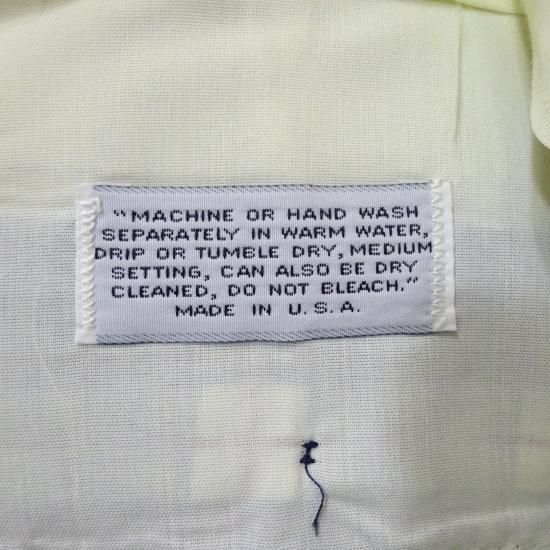 "MACHINE OR HAND WASH
SEPARATELY IN WARM WATER,
DRIP OR TUMBLE DRY, MEDIUM
SETTING, CAN ALSO BE DRY
CLEANED, DO NOT BLEACH."
MADE IN U.S.A.